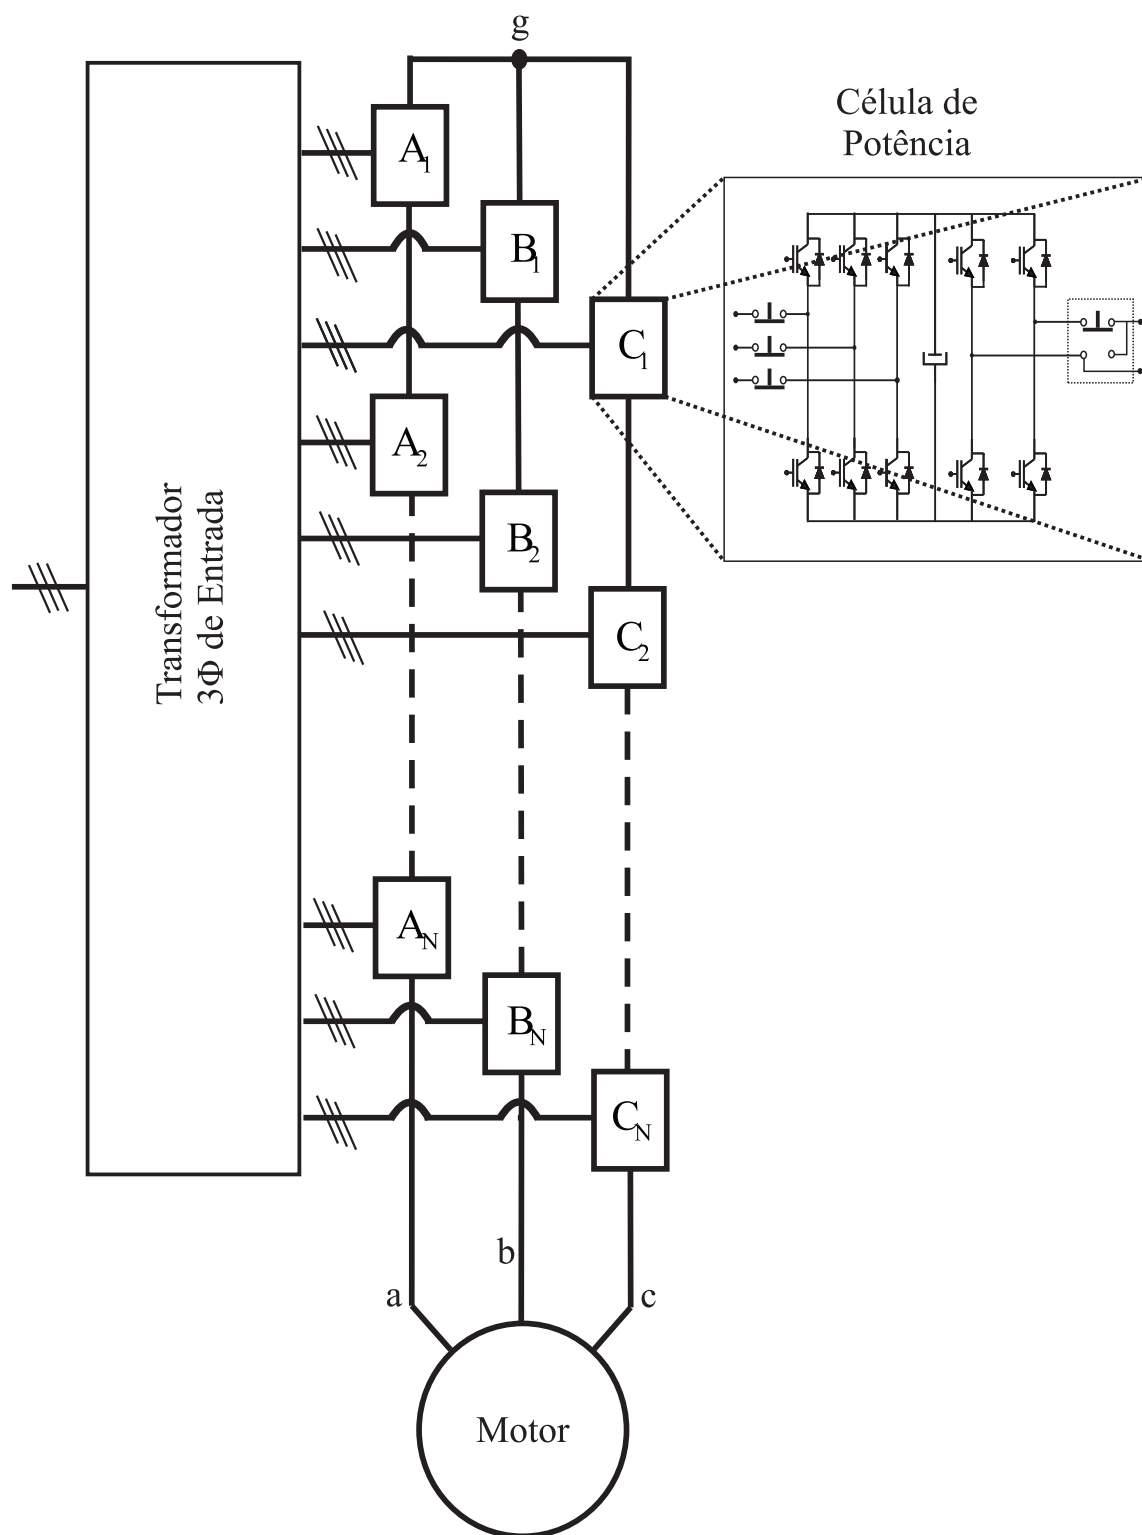 g
Célula de
Potência
A1
B1
C1
A2
B2
C2
Transformador
3Φ de Entrada
AN
BN
CN
a
b
c
Motor